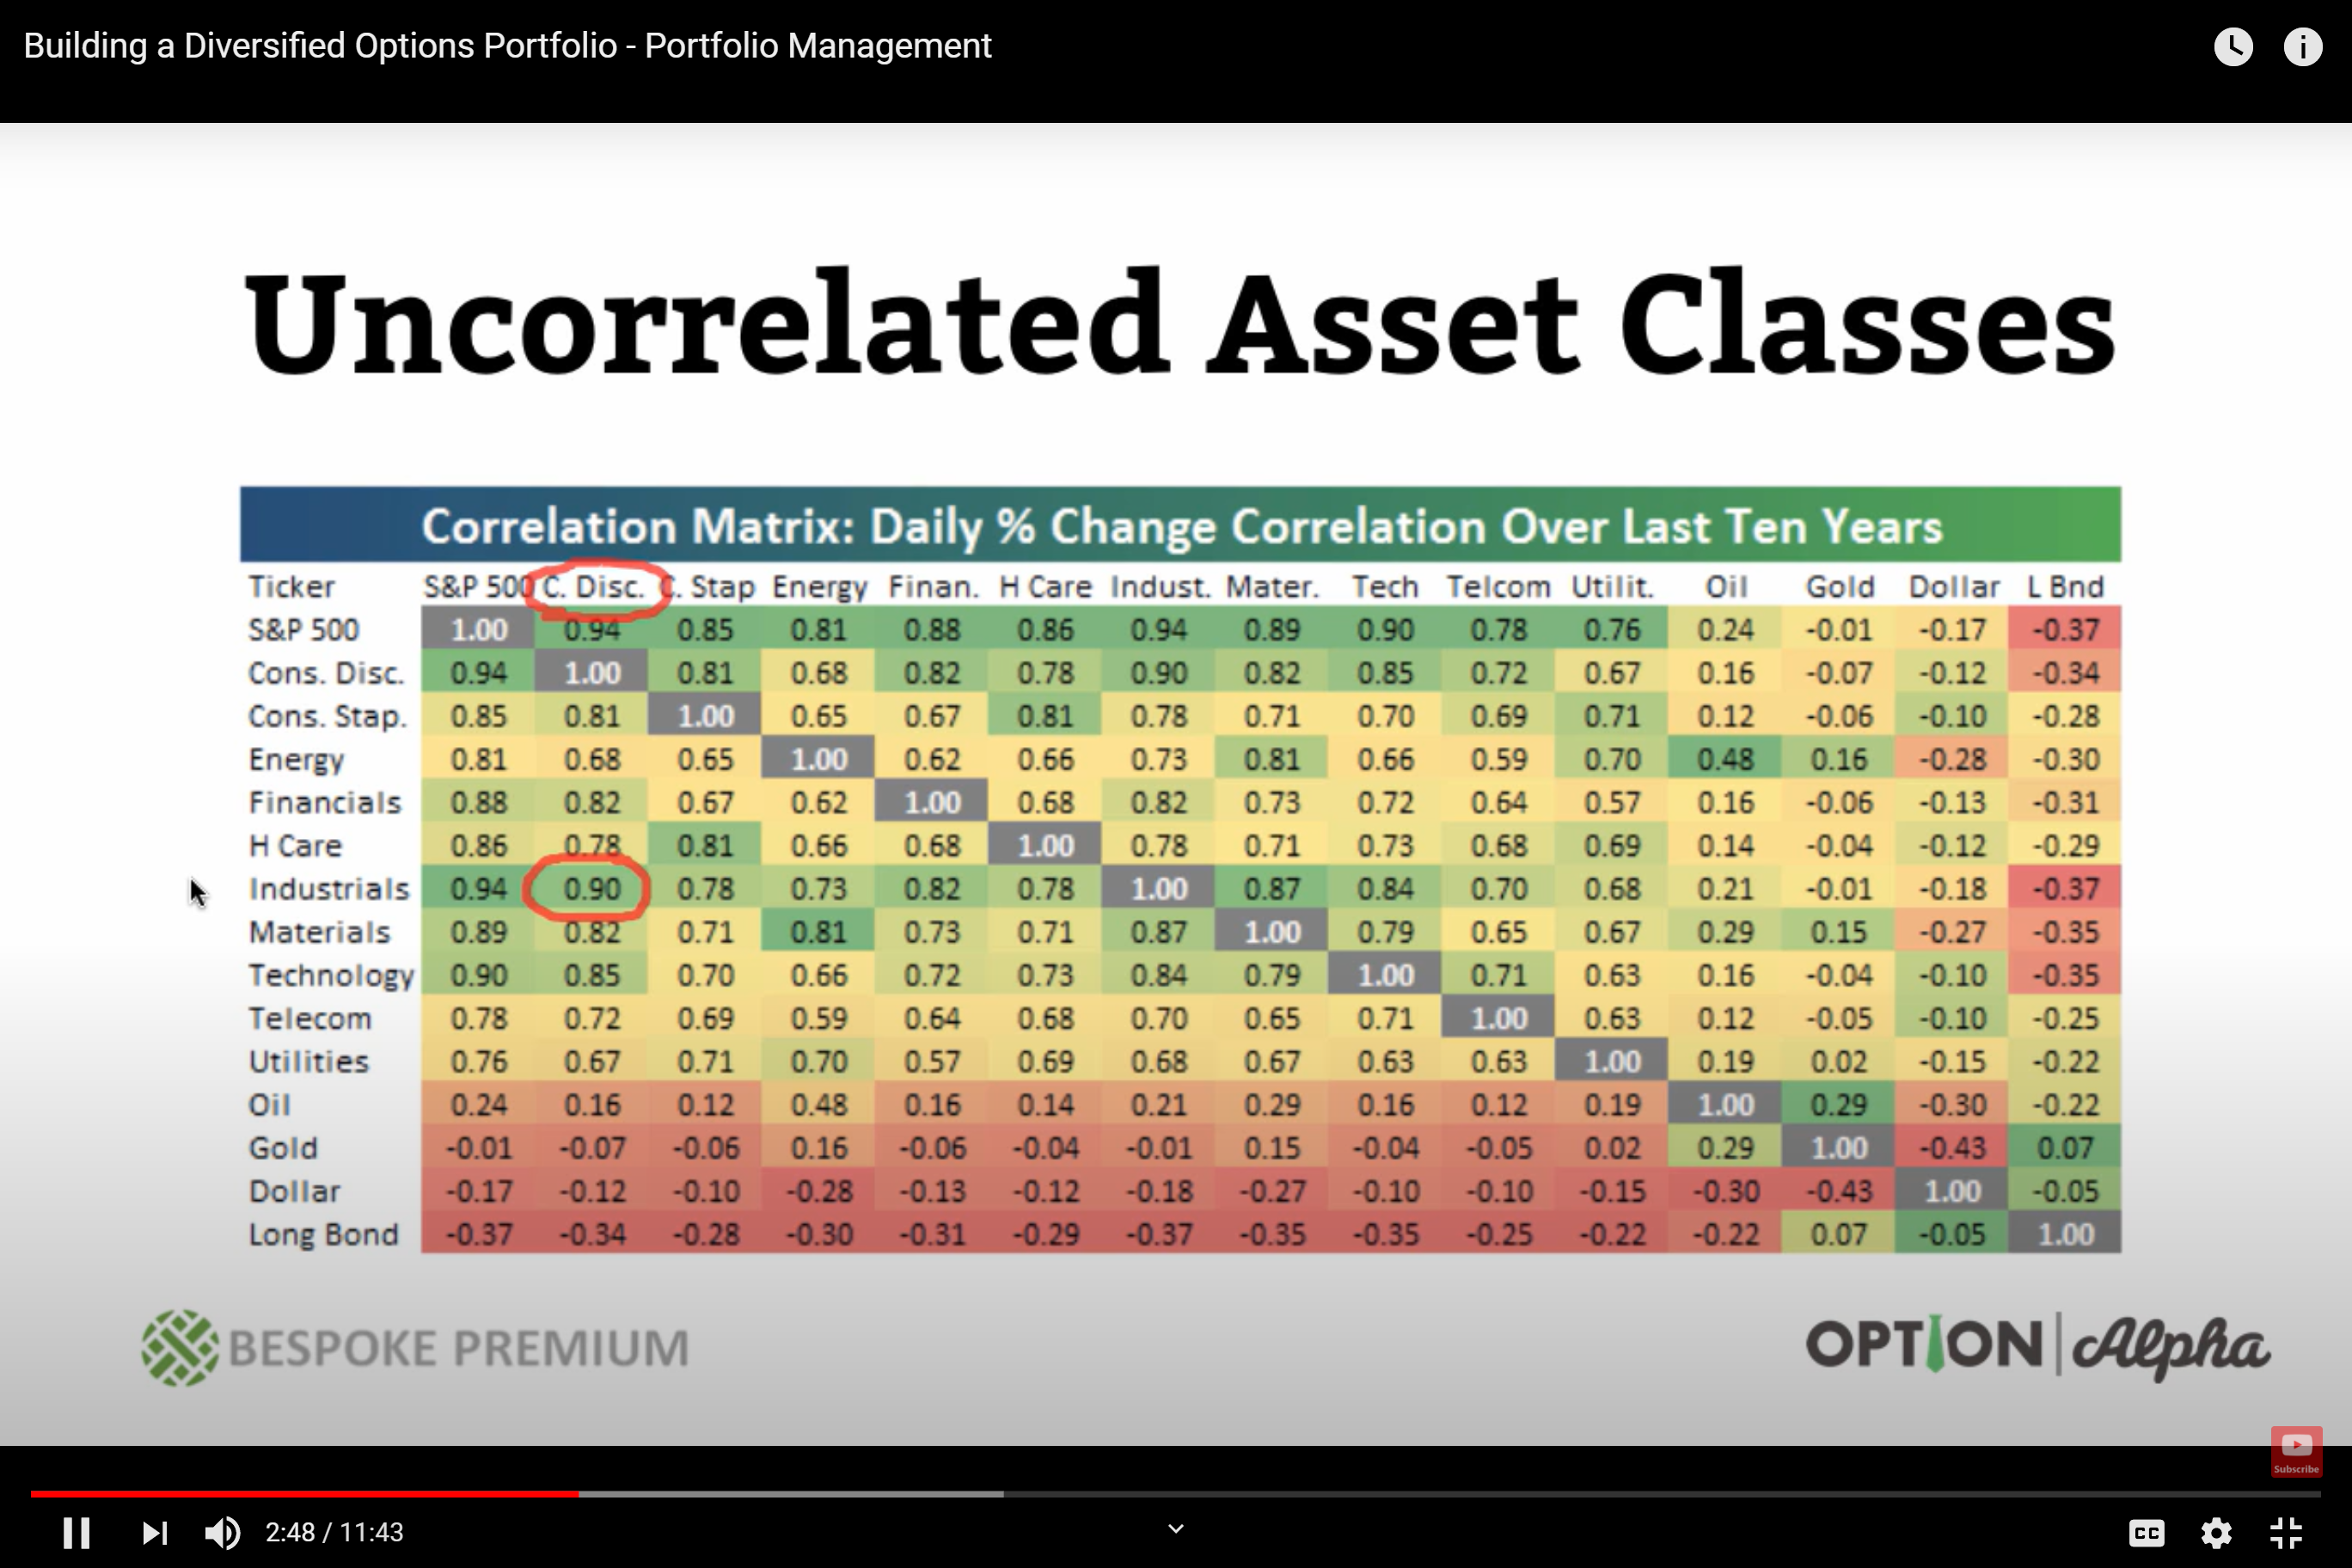 Building a Diversified Options Portfolio - Portfolio Management
Uncorrelated Asset Classes
Correlation Matrix: Daily % Change Correlation Over Last Ten Years
Ticker S&P 500 C. Disc. C. Stap Energy Finan. H Care Indust. Mater. Tech Telcom Utilit. Oil Gold Dollar L Bnd
S&P 500 1.00 0.94 0.85 0.81 0.88 0.86 0.94 0.89 0.90 0.78 0.76 0.24 -0.01 -0.17 -0.37
Cons. Disc. 0.94 1.00 0.81 0.68 0.82 0.78 0.90 0.82 0.85 0.72 0.67 0.16 -0.07 -0.12 -0.34
Cons. Stap. 0.85 0.81 1.00 0.65 0.67 0.81 0.78 0.71 0.70 0.69 0.71 0.12 -0.06 -0.10 -0.28
Energy 0.81 0.68 0.65 1.00 0.62 0.66 0.73 0.81 0.66 0.59 0.70 0.48 0.16 -0.28 -0.30
Financials 0.88 0.82 0.67 0.62 1.00 0.68 0.82 0.73 0.72 0.64 0.57 0.16 -0.06 -0.13 -0.31
H Care 0.86 0.78 0.81 0.66 0.68 1.00 0.78 0.71 0.73 0.68 0.69 0.14 -0.04 -0.12 -0.29
Industrials 0.94 0.90 0.78 0.73 0.82 0.78 1.00 0.87 0.84 0.70 0.68 0.21 -0.01 -0.18 -0.37
Materials 0.89 0.82 0.71 0.81 0.73 0.71 0.87 1.00 0.79 0.65 0.67 0.29 0.15 -0.27 -0.35
Technology 0.90 0.85 0.70 0.66 0.72 0.73 0.84 0.79 1.00 0.71 0.63 0.16 -0.04 -0.10 -0.35
Telecom 0.78 0.72 0.69 0.59 0.64 0.68 0.70 0.65 0.71 1.00 0.63 0.12 -0.05 -0.10 -0.25
Utilities 0.76 0.67 0.71 0.70 0.57 0.69 0.68 0.67 0.63 0.63 1.00 0.19 0.02 -0.15 -0.22
Oil 0.24 0.16 0.12 0.48 0.16 0.14 0.21 0.29 0.16 0.12 0.19 1.00 0.29 -0.30 -0.22
Gold -0.01 -0.07 -0.06 0.16 -0.06 -0.04 -0.01 0.15 -0.04 -0.05 0.02 0.29 1.00 -0.43 0.07
Dollar -0.17 -0.12 -0.10 -0.28 -0.13 -0.12 -0.18 -0.27 -0.10 -0.10 -0.15 -0.30 -0.43 1.00 -0.05
Long Bond -0.37 -0.34 -0.28 -0.30 -0.31 -0.29 -0.37 -0.35 -0.35 -0.25 -0.22 -0.22 0.07 -0.05 1.00
BESPOKE PREMIUM
OPTION | Alpha
Subscribe
2:48 / 11:43
CC